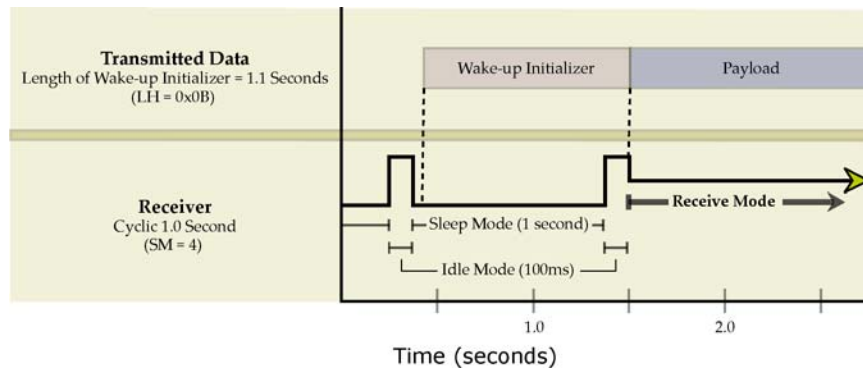 Transmitted Data
Length of Wake-up Initializer = 1.1 Seconds
(LH = 0x0B)
Wake-up Initializer
Payload
Receiver
Cyclic 1.0 Second
(SM = 4)
Receive Mode
Sleep Mode (1 second)
Idle Mode (100ms)
1.0
2.0
Time (seconds)